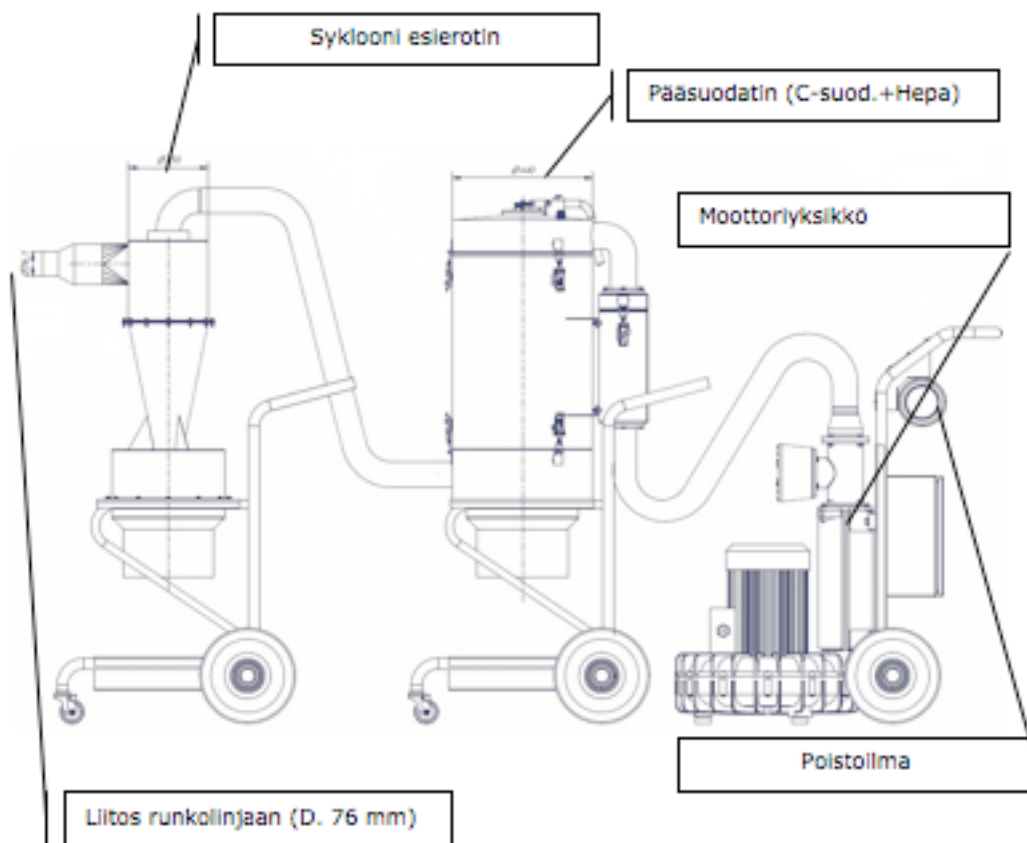 Syklooni esierotin
Pääsuodatin (C-suod.+Hepa)
Moottoriyksikkö
Poistoilma
Liitos runkolinjaan (D. 76 mm)